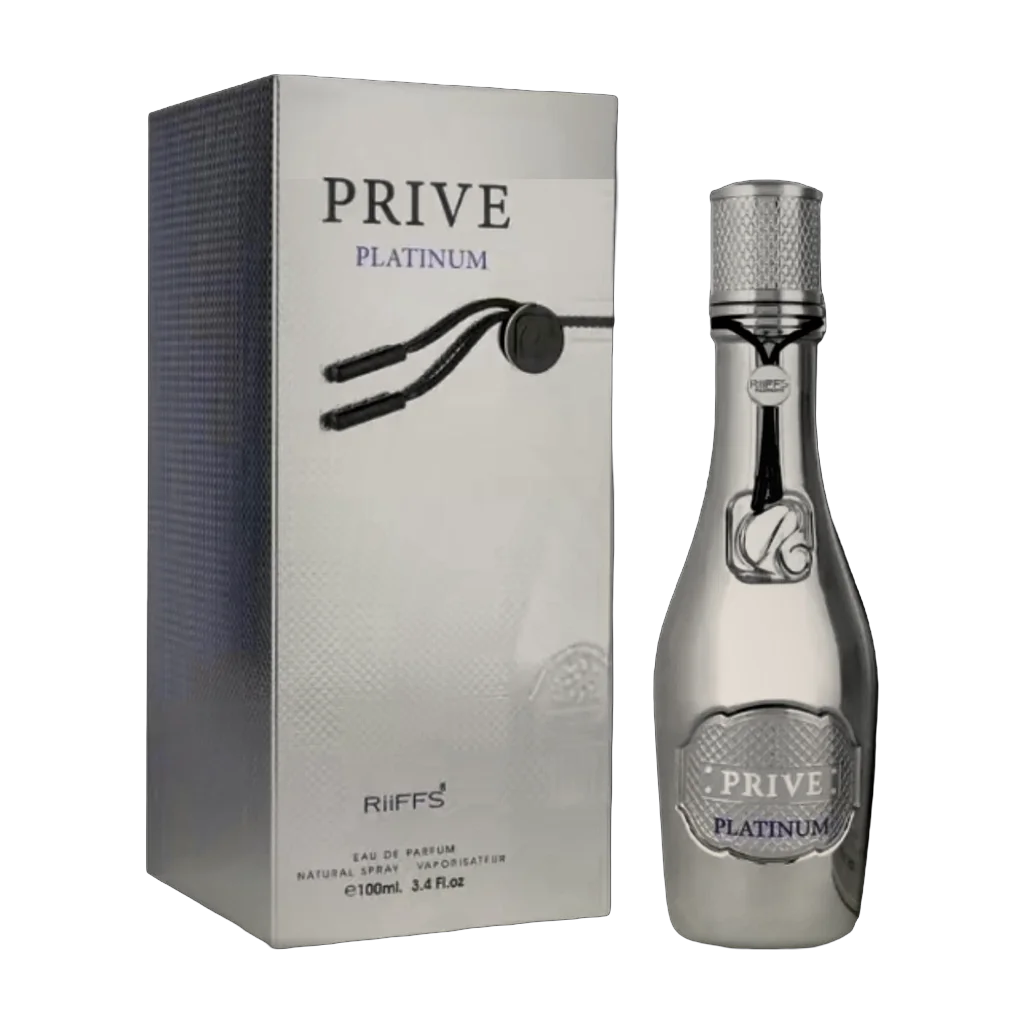 PRIVE
PLATINUM
RiiFFS
EAU DE PARFUM
NATURAL SPRAY VAPORISATEUR
℮100ml. 3.4 Fl.oz
RiiFFS
PRIVE
PLATINUM